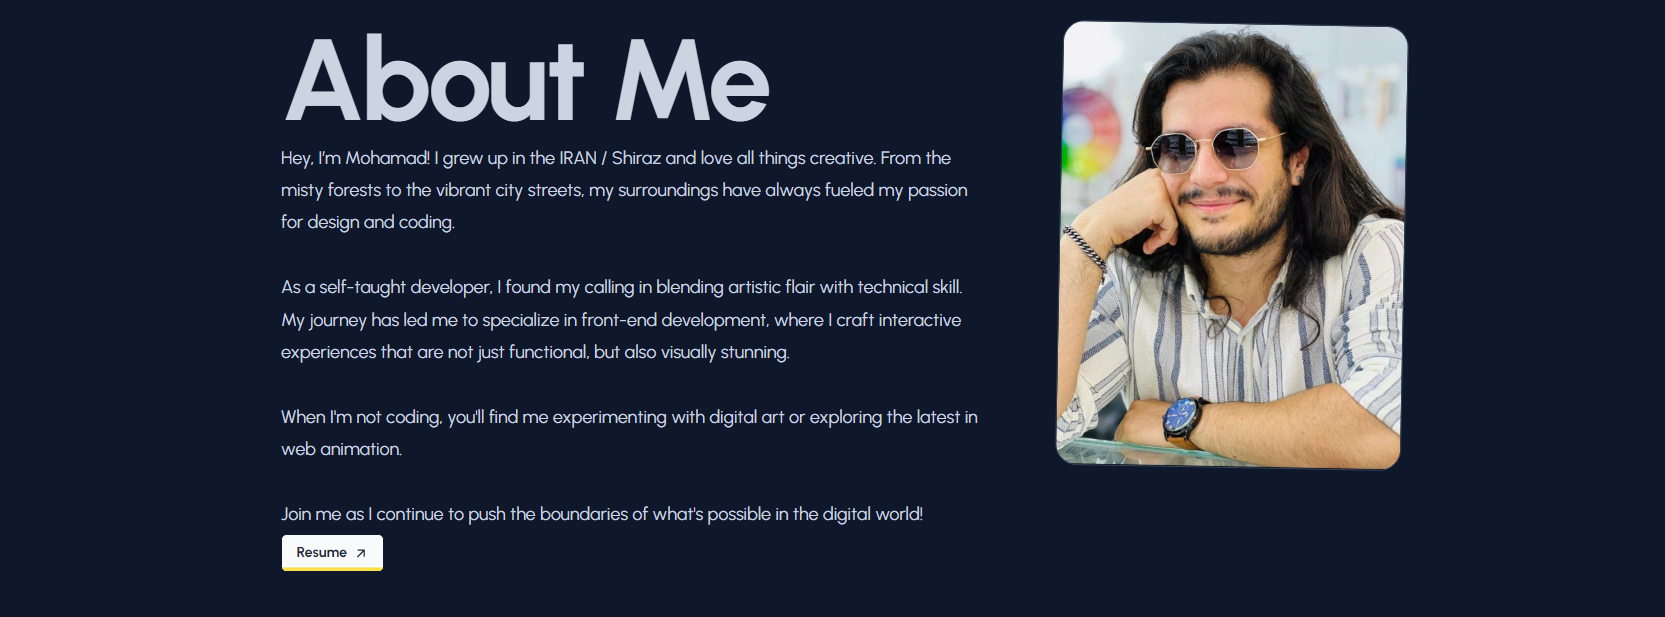 About Me
Hey, I'm Mohamad! I grew up in the IRAN / Shiraz and love all things creative. From the
misty forests to the vibrant city streets, my surroundings have always fueled my passion
for design and coding.
As a self-taught developer, I found my calling in blending artistic flair with technical skill.
My journey has led me to specialize in front-end development, where I craft interactive
experiences that are not just functional, but also visually stunning.
When I'm not coding, you'll find me experimenting with digital art or exploring the latest in
web animation.
Join me as I continue to push the boundaries of what's possible in the digital world!
Resume